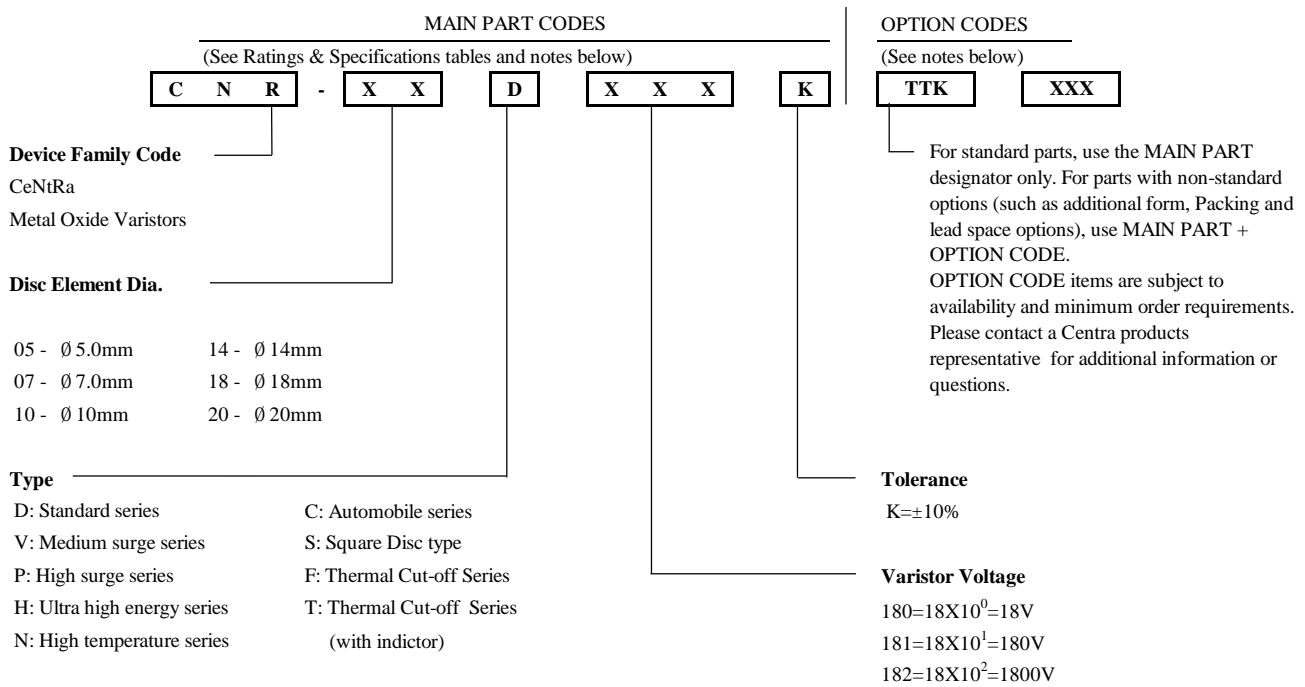 MAIN PART CODES
OPTION CODES
(See Ratings & Specifications tables and notes below)
(See notes below)
C N R - X X D X X X K TTK XXX
Device Family Code
CeNtRa
Metal Oxide Varistors
For standard parts, use the MAIN PART
designator only. For parts with non-standard
options (such as additional form, Packing and
lead space options), use MAIN PART +
OPTION CODE.
OPTION CODE items are subject to
availability and minimum order requirements.
Please contact a Centra products
representative for additional information or
questions.
Disc Element Dia.
05 - Ø 5.0mm 14 - Ø 14mm
07 - Ø 7.0mm 18 - Ø 18mm
10 - Ø 10mm 20 - Ø 20mm
Type
D: Standard series C: Automobile series
V: Medium surge series S: Square Disc type
P: High surge series F: Thermal Cut-off Series
H: Ultra high energy series T: Thermal Cut-off Series
N: High temperature series (with indictor)
Tolerance
K=±10%
Varistor Voltage
180=18X10⁰=18V
181=18X10¹=180V
182=18X10²=1800V